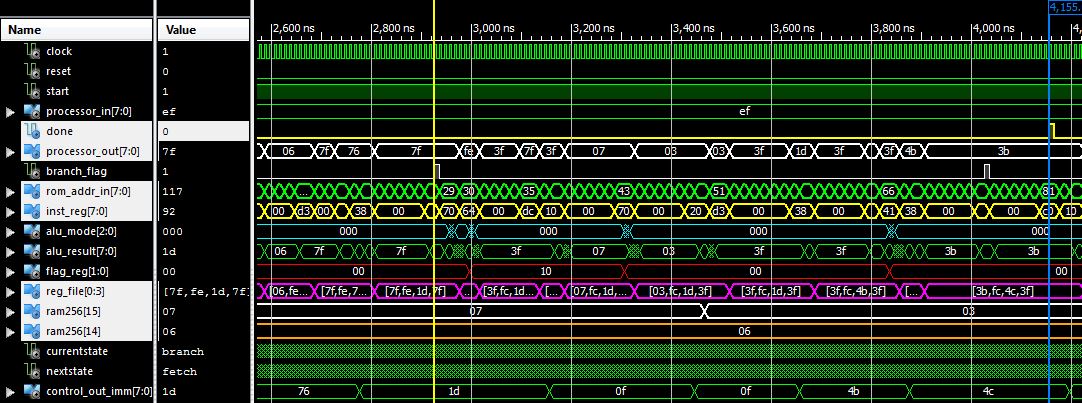 4,155.
Name Value 2,600 ns 2,800 ns 3,000 ns 3,200 ns 3,400 ns 3,600 ns 3,800 ns 4,000 ns 4,
clock 1
reset 0
start 1
processor_in[7:0] ef ef
done 0
processor_out[7:0] 7f 06 7f 76 7f fe 3f 7f 3f 07 03 03 3f 1d 3f 3f 4b 3b
branch_flag 1
rom_addr_in[7:0] 117 ... 29 30 35 43 51 66 81
inst_reg[7:0] 92 00 d3 00 38 00 70 64 00 dc 10 00 70 00 20 d3 00 38 00 41 38 00 00 c0 10
alu_mode[2:0] 000 000 000 000 000
alu_result[7:0] 1d 06 7f 7f 3f 07 03 3f 3f 3b 3b
flag_reg[1:0] 00 00 10 00 00
reg_file[0:3] [7f,fe,1d,7f] [06,fe... [7f,fe,7... [7f,fe,1d,7f] ... [3f,fc,1d... [... [07,fc,1d,... [03,fc,1d,3f] [3f,fc,1d,3f] [3f,fc,4b,3f] [... [3b,fc,4c,3f]
ram256[15] 07 07 03
ram256[14] 06 06
currentstate branch
nextstate fetch
control_out_imm[7:0] 1d 76 1d 0f 0f 4b 4c